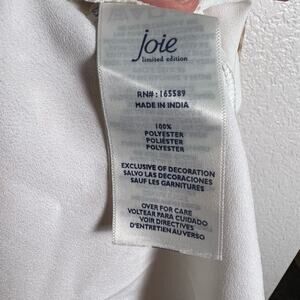 joie
limited edition
RN#: 165589
MADE IN INDIA
100%
POLYESTER
POLIÉSTER
POLYESTER
EXCLUSIVE OF DECORATION
SALVO LAS DECORACIONES
SAUF LES GARNITURES
OVER FOR CARE
VOLTEAR PARA CUIDADO
VOIR DIRECTIVES
D'ENTRETIEN AU VERSO